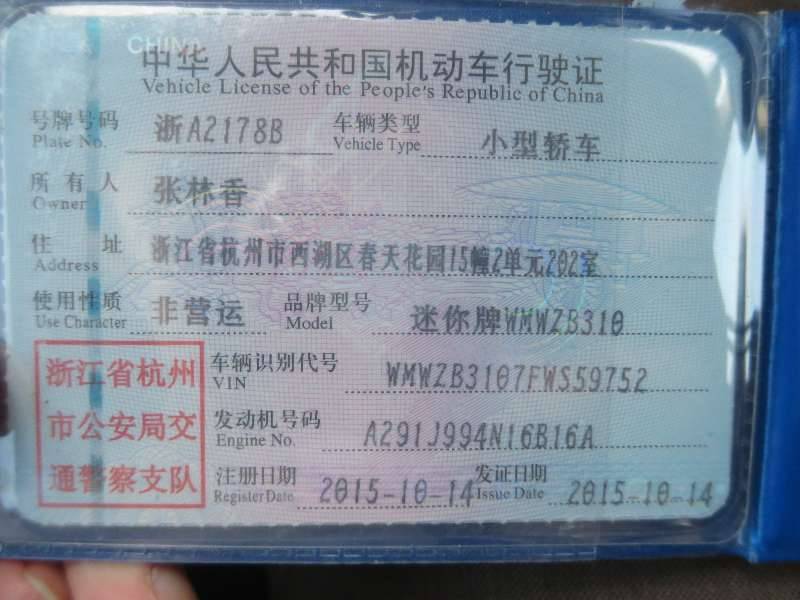 CHINA
中华人民共和国机动车行驶证
Vehicle License of the People's Republic of China
号牌号码 浙A2178B 车辆类型 小型轿车
Plate No. Vehicle Type
所有人 张林香
Owner
住址 浙江省杭州市西湖区春天花园15幢2单元202室
Address
使用性质 非营运 品牌型号 迷你牌WMWZB310
Use Character Model
浙江省杭州
市公安局交
通警察支队
车辆识别代号 WMWZB3107FWS59752
VIN
发动机号码 A291J994N16B16A
Engine No.
注册日期 2015-10-14 发证日期 2015-10-14
Register Date Issue Date